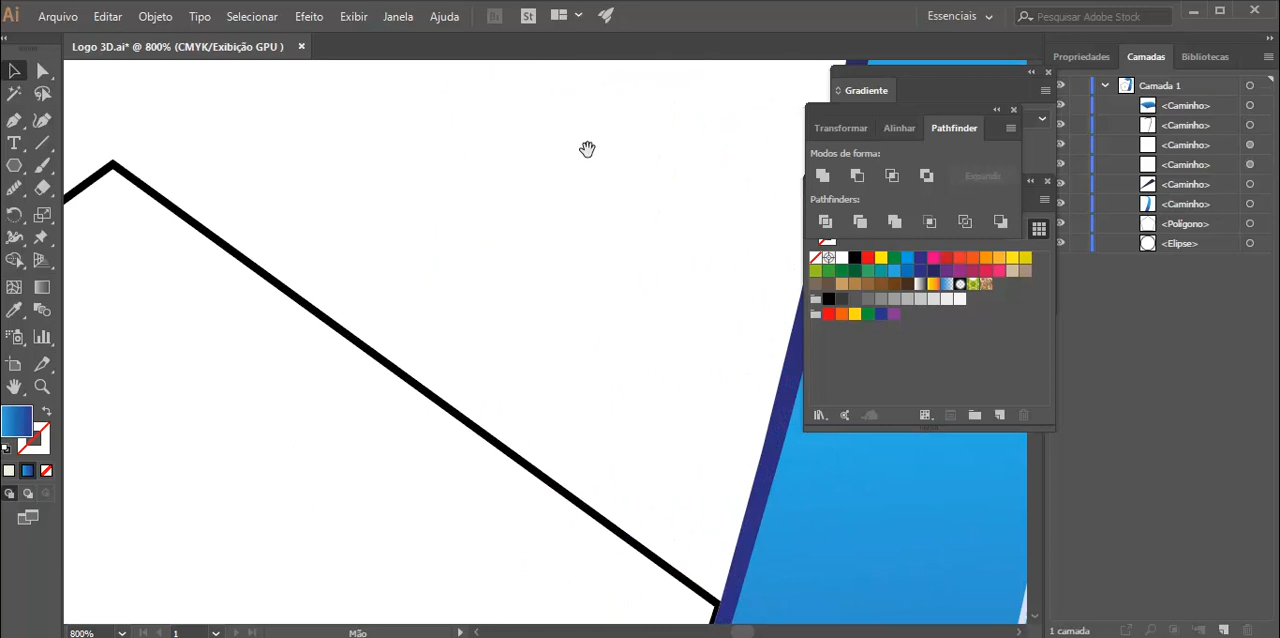 Ai Arquivo Editar Objeto Tipo Selecionar Efeito Exibir Janela Ajuda Br St Essenciais Pesquisar Adobe Stock
Logo 3D.ai* @ 800% (CMYK/Exibição GPU ) ×
Propriedades Camadas Bibliotecas
Gradiente
Camada 1
<Caminho>
<Caminho>
<Caminho>
<Caminho>
<Caminho>
<Caminho>
<Polígono>
<Elipse>
Transformar Alinhar Pathfinder
Modos de forma:
Expandir
Pathfinders:
800% 1 Mão
1 camada